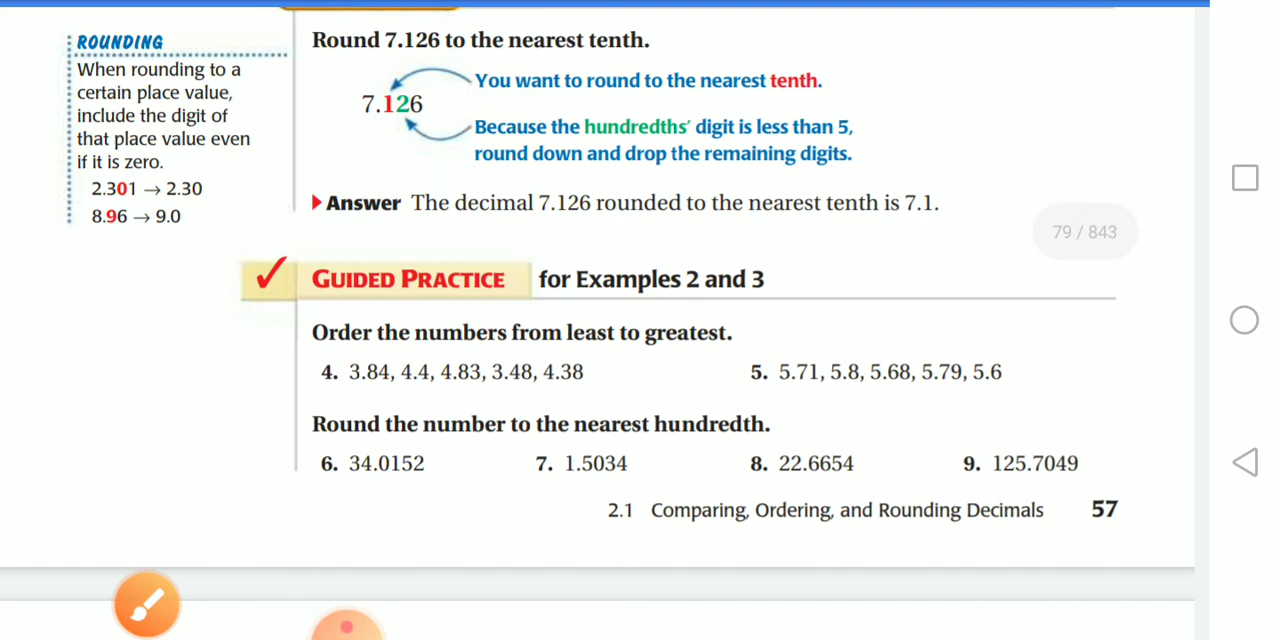 ROUNDING
When rounding to a
certain place value,
include the digit of
that place value even
if it is zero.
2.301 → 2.30
8.96 → 9.0
Round 7.126 to the nearest tenth.
You want to round to the nearest tenth.
7.126
Because the hundredths’ digit is less than 5,
round down and drop the remaining digits.
Answer The decimal 7.126 rounded to the nearest tenth is 7.1.
79 / 843
GUIDED PRACTICE for Examples 2 and 3
Order the numbers from least to greatest.
4. 3.84, 4.4, 4.83, 3.48, 4.38 5. 5.71, 5.8, 5.68, 5.79, 5.6
Round the number to the nearest hundredth.
6. 34.0152 7. 1.5034 8. 22.6654 9. 125.7049
2.1 Comparing, Ordering, and Rounding Decimals 57